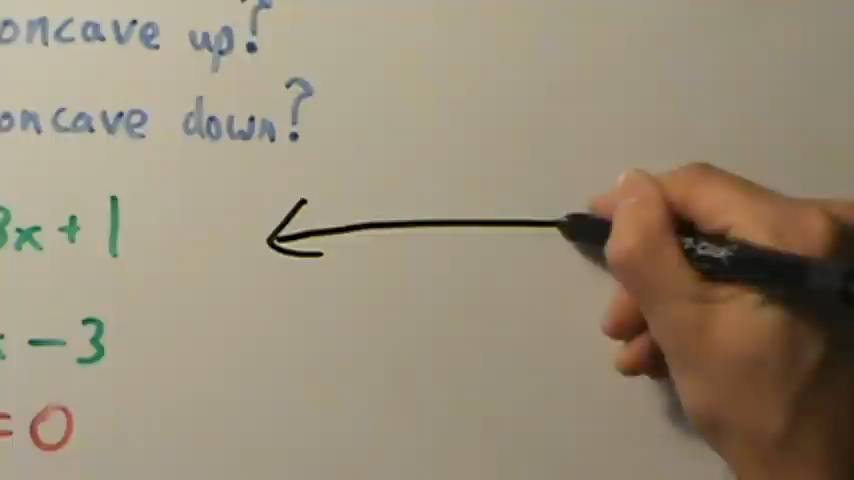 oncave up?
oncave down?
3x + 1
- 3
= 0